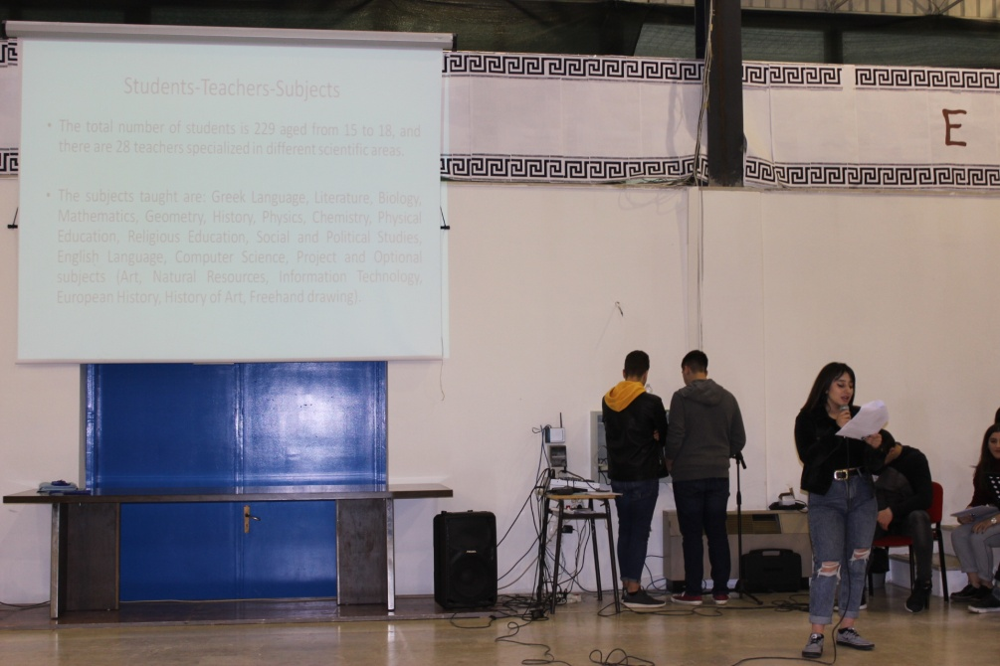 Students-Teachers-Subjects
• The total number of students is 229 aged from 15 to 18, and
there are 28 teachers specialized in different scientific areas.
• The subjects taught are: Greek Language, Literature, Biology,
Mathematics, Geometry, History, Physics, Chemistry, Physical
Education, Religious Education, Social and Political Studies,
English Language, Computer Science, Project and Optional
subjects (Art, Natural Resources, Information Technology,
European History, History of Art, Freehand drawing).
E